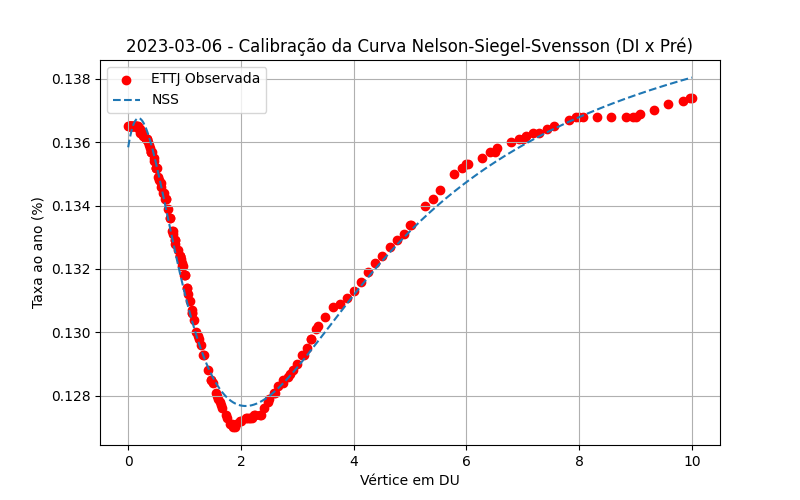 2023-03-06 - Calibração da Curva Nelson-Siegel-Svensson (DI x Pré)
ETTJ Observada
NSS
Taxa ao ano (%)
0.138
0.136
0.134
0.132
0.130
0.128
0
2
4
6
8
10
Vértice em DU